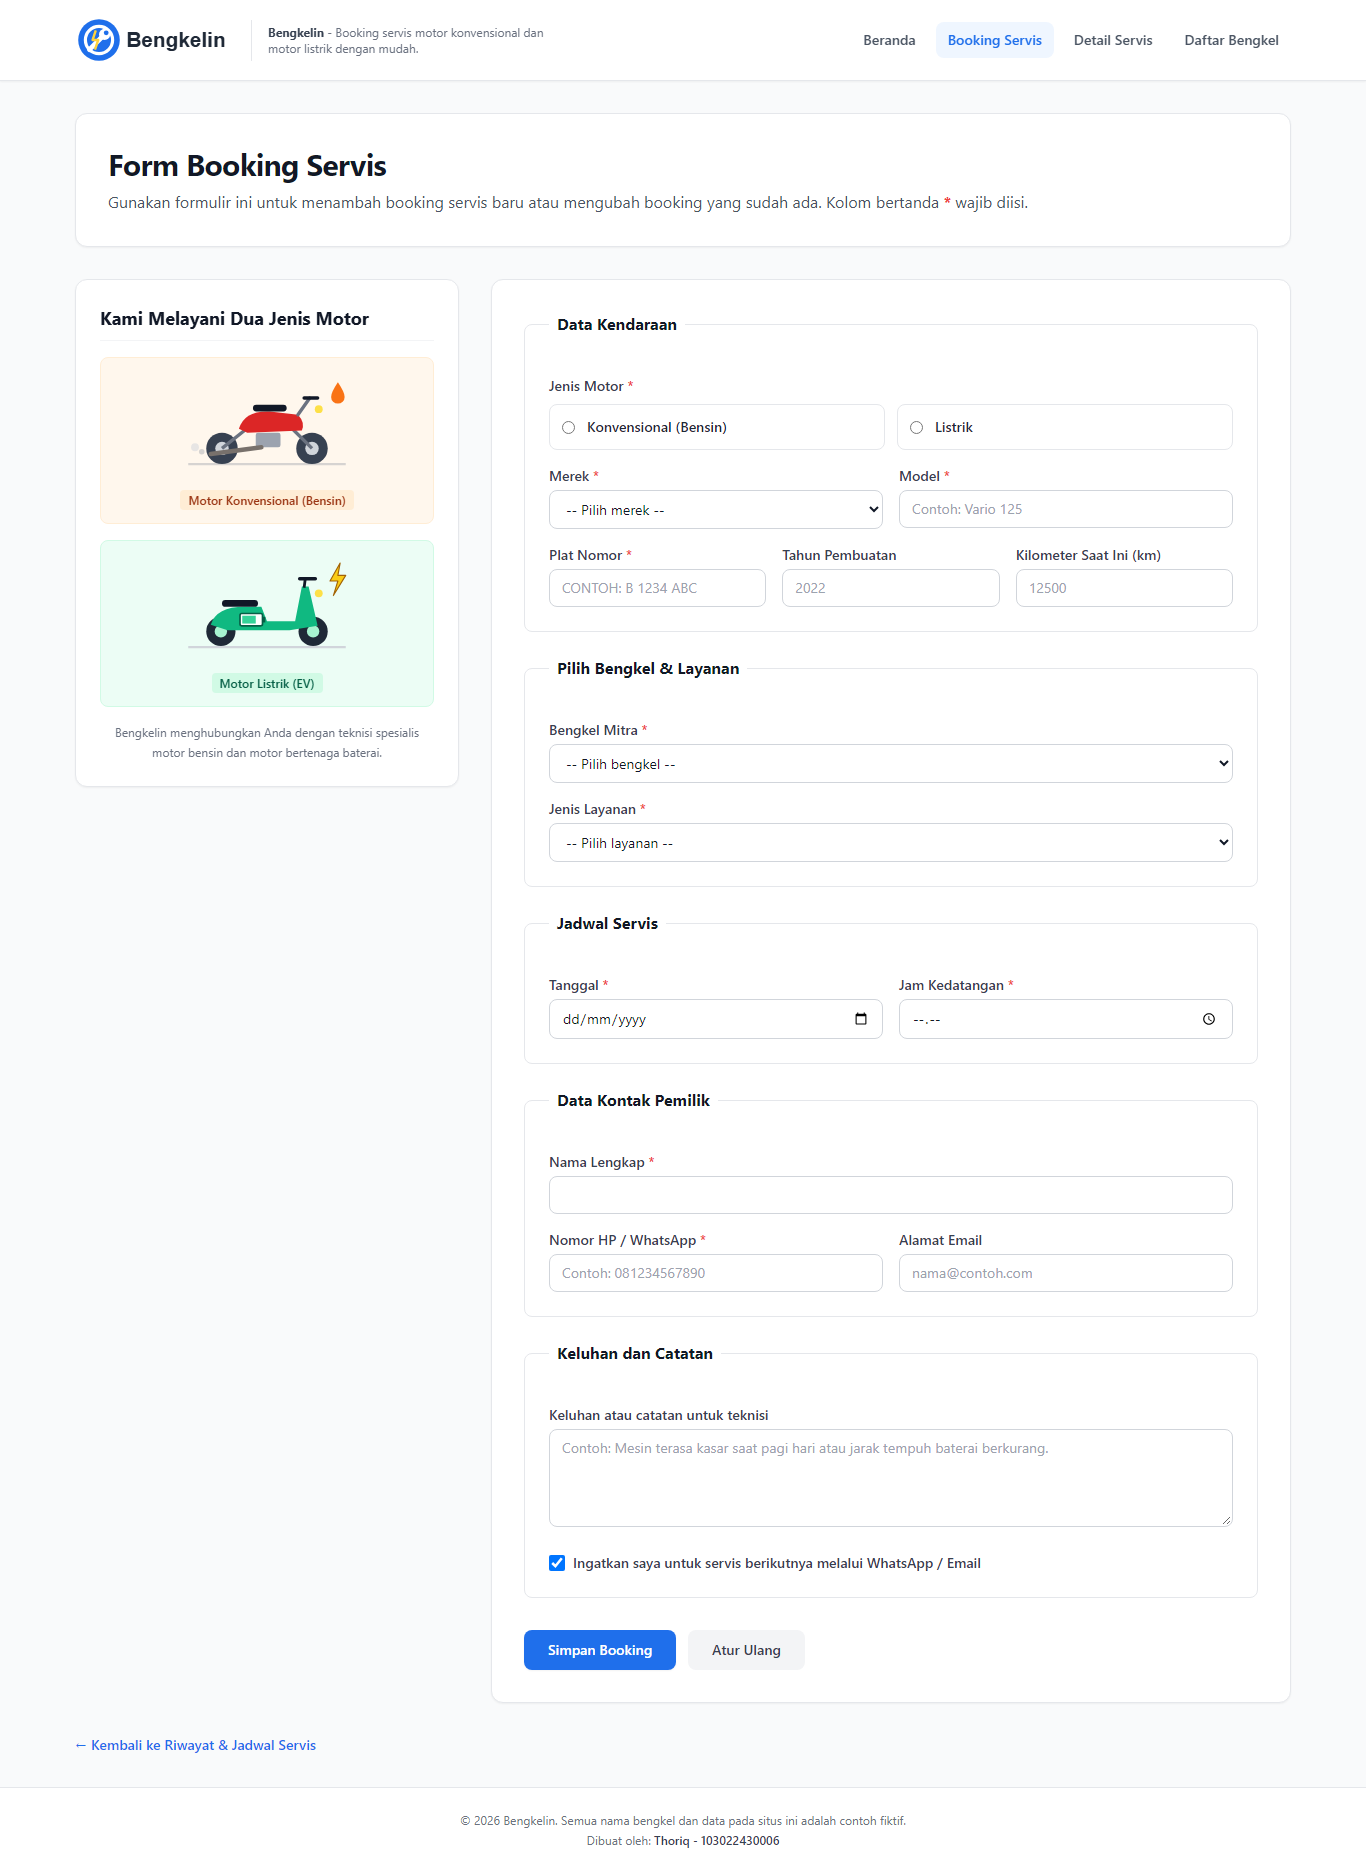 Bengkelin
Bengkelin - Booking servis motor konvensional dan
motor listrik dengan mudah.
Beranda
Booking Servis
Detail Servis
Daftar Bengkel
Form Booking Servis
Gunakan formulir ini untuk menambah booking servis baru atau mengubah booking yang sudah ada. Kolom bertanda * wajib diisi.
Kami Melayani Dua Jenis Motor
Motor Konvensional (Bensin)
Motor Listrik (EV)
Bengkelin menghubungkan Anda dengan teknisi spesialis
motor bensin dan motor bertenaga baterai.
Data Kendaraan
Jenis Motor *
Konvensional (Bensin)
Listrik
Merek *
Model *
-- Pilih merek --
Contoh: Vario 125
Plat Nomor *
Tahun Pembuatan
Kilometer Saat Ini (km)
CONTOH: B 1234 ABC
2022
12500
Pilih Bengkel & Layanan
Bengkel Mitra *
-- Pilih bengkel --
Jenis Layanan *
-- Pilih layanan --
Jadwal Servis
Tanggal *
Jam Kedatangan *
dd/mm/yyyy
--.--
Data Kontak Pemilik
Nama Lengkap *
Nomor HP / WhatsApp *
Alamat Email
Contoh: 081234567890
nama@contoh.com
Keluhan dan Catatan
Keluhan atau catatan untuk teknisi
Contoh: Mesin terasa kasar saat pagi hari atau jarak tempuh baterai berkurang.
Ingatkan saya untuk servis berikutnya melalui WhatsApp / Email
Simpan Booking
Atur Ulang
← Kembali ke Riwayat & Jadwal Servis
© 2026 Bengkelin. Semua nama bengkel dan data pada situs ini adalah contoh fiktif.
Dibuat oleh: Thoriq - 103022430006